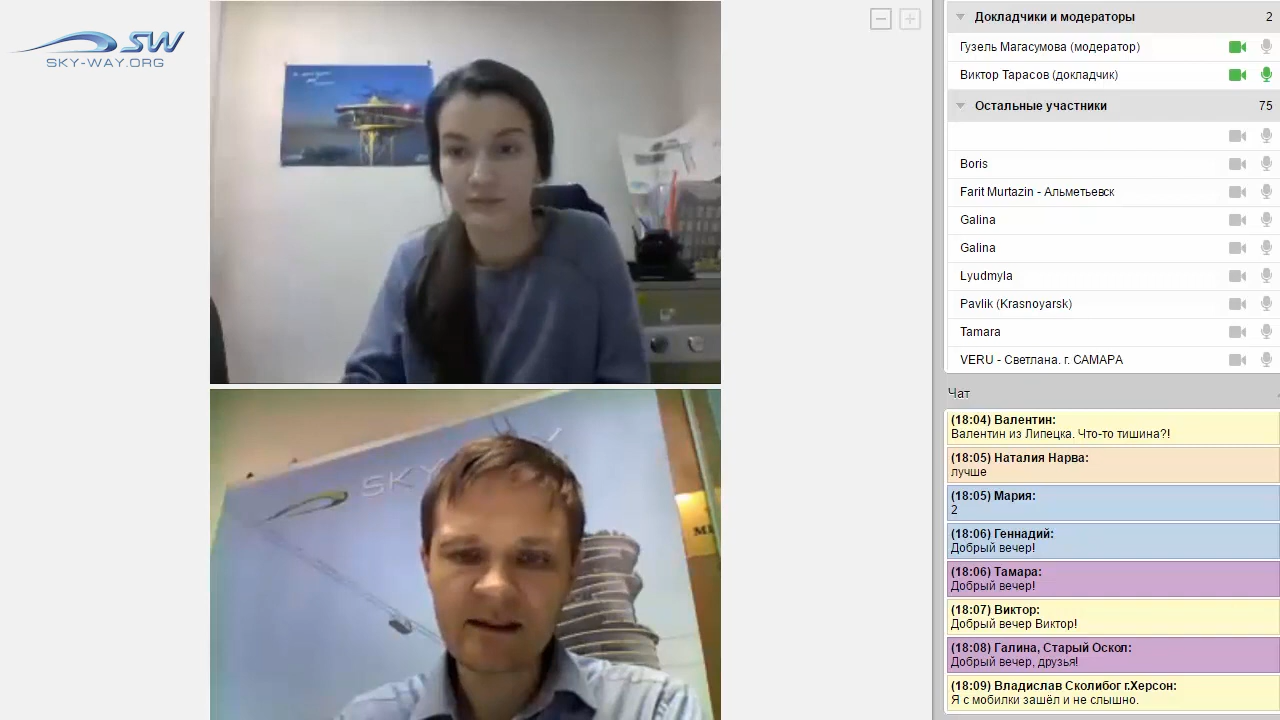 SW
SKY-WAY.ORG
SKY
Докладчики и модераторы 2
Гузель Магасумова (модератор)
Виктор Тарасов (докладчик)
Остальные участники 75
Boris
Farit Murtazin - Альметьевск
Galina
Galina
Lyudmyla
Pavlik (Krasnoyarsk)
Tamara
VERU - Светлана. г. САМАРА
Чат
(18:04) Валентин:
Валентин из Липецка. Что-то тишина?!
(18:05) Наталия Нарва:
лучше
(18:05) Мария:
2
(18:06) Геннадий:
Добрый вечер!
(18:06) Тамара:
Добрый вечер!
(18:07) Виктор:
Добрый вечер Виктор!
(18:08) Галина, Старый Оскол:
Добрый вечер, друзья!
(18:09) Владислав Сколибог г.Херсон:
Я с мобилки зашёл и не слышно.